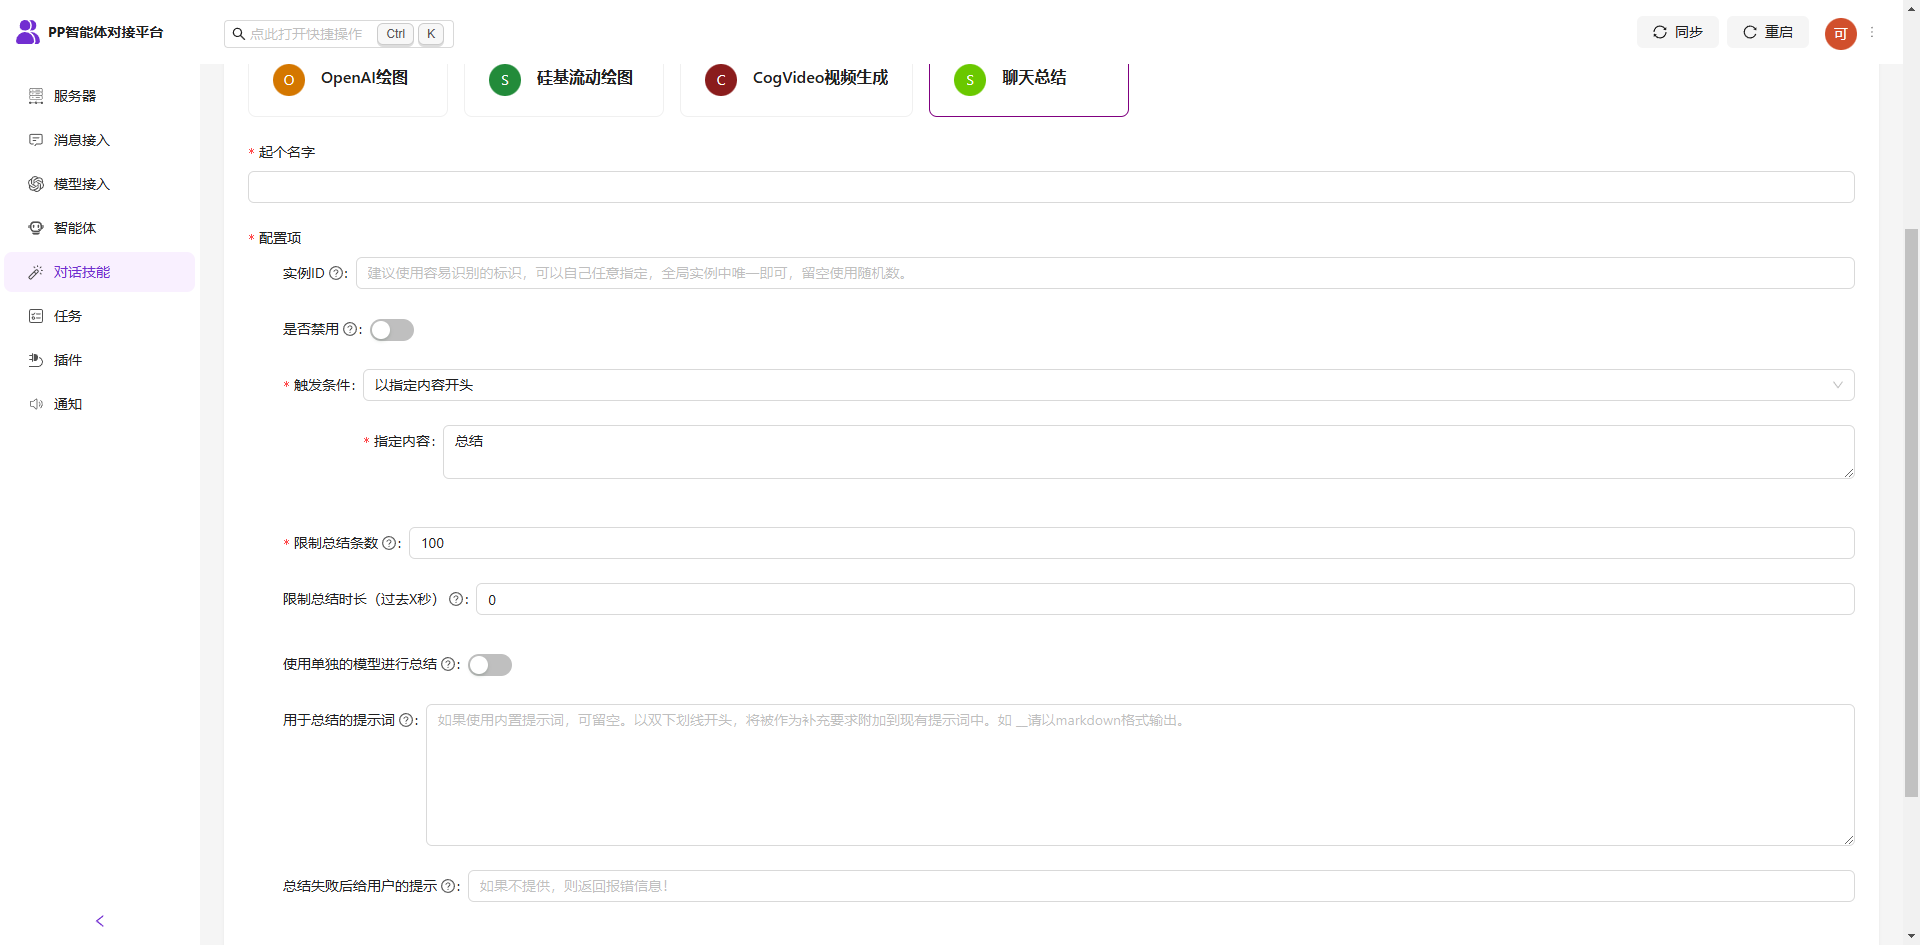 PP智能体对接平台
点此打开快捷操作 Ctrl K
同步
重启
可
服务器
消息接入
模型接入
智能体
对话技能
任务
插件
通知
O OpenAI绘图
S 硅基流动绘图
C CogVideo视频生成
S 聊天总结
* 起个名字
* 配置项
实例ID ?: 建议使用容易识别的标识，可以自己任意指定，全局实例中唯一即可，留空使用随机数。
是否禁用 ?:
* 触发条件: 以指定内容开头
* 指定内容: 总结
* 限制总结条数 ?: 100
限制总结时长（过去X秒） ?: 0
使用单独的模型进行总结 ?:
用于总结的提示词 ?: 如果使用内置提示词，可留空。以双下划线开头，将被作为补充要求附加到现有提示词中。如 __请以markdown格式输出。
总结失败后给用户的提示 ?: 如果不提供，则返回报错信息！